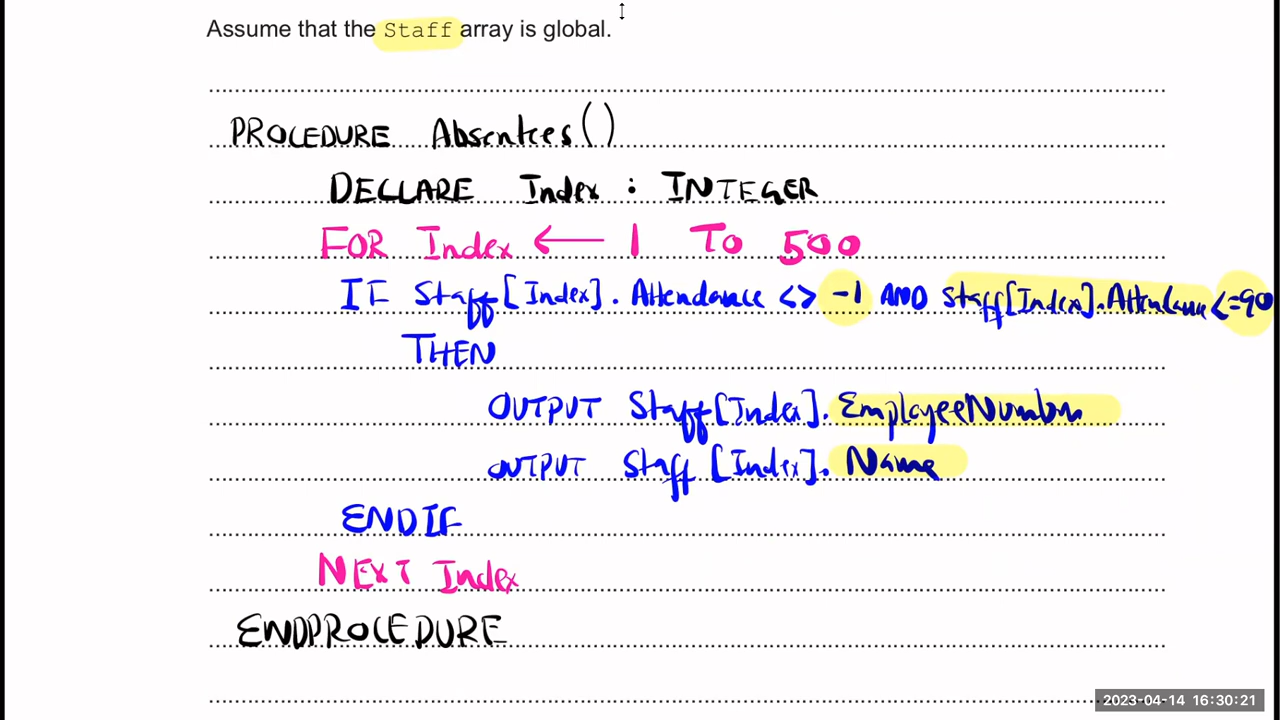 Assume that the Staff array is global.
PROCEDURE Absentees()
DECLARE Index : INTEGER
FOR Index ← 1 TO 500
IF Staff[Index].Attendance <> -1 AND Staff[Index].Attendance <=90
THEN
OUTPUT Staff[Index].EmployeeNumber
OUTPUT Staff[Index].Name
ENDIF
NEXT Index
ENDPROCEDURE
2023-04-14 16:30:21